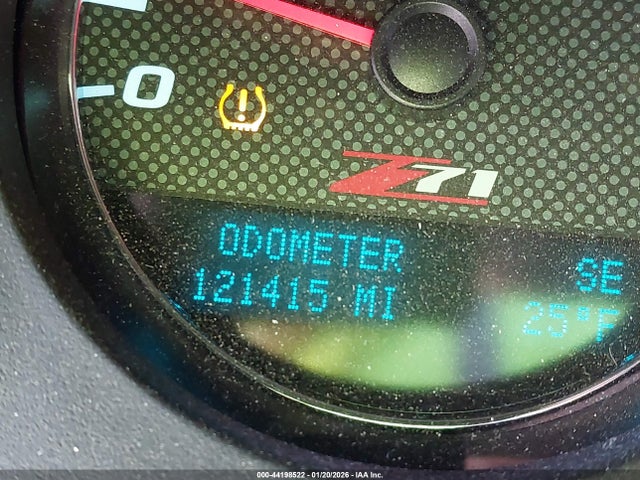 0
Z71
ODOMETER
SE
121415 MI
25°F
000-44198522 - 01/20/2026 - IAA Inc.